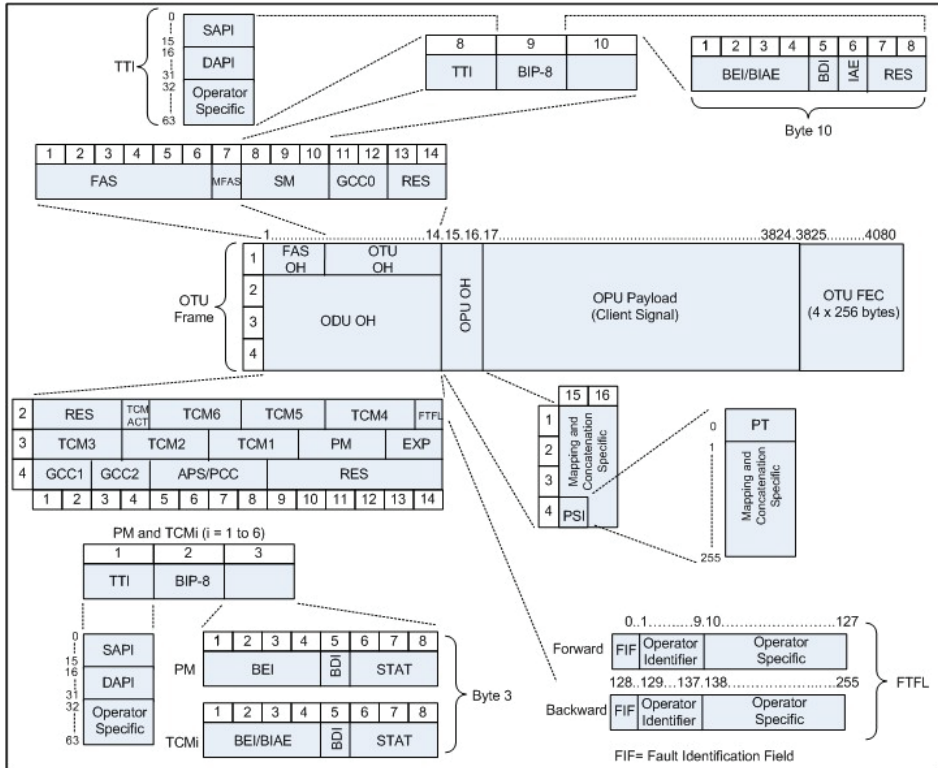 0
15
16
31
32
63
TTI
SAPI
DAPI
Operator Specific
8 9 10
TTI BIP-8
1 2 3 4 5 6 7 8
BEI/BIAE BDI IAE RES
Byte 10
1 2 3 4 5 6 7 8 9 10 11 12 13 14
FAS MFAS SM GCC0 RES
1..............................14.15.16.17.............................................3824.3825..........4080
OTU Frame
1
2
3
4
FAS OH
OTU OH
ODU OH
OPU OH
OPU Payload
(Client Signal)
OTU FEC
(4 x 256 bytes)
2 RES TCM ACT TCM6 TCM5 TCM4 FTFL
3 TCM3 TCM2 TCM1 PM EXP
4 GCC1 GCC2 APS/PCC RES
1 2 3 4 5 6 7 8 9 10 11 12 13 14
15 16
1
2
3
4
Mapping and Concatenation Specific
PSI
0
1
255
PT
Mapping and Concatenation Specific
PM and TCMi (i = 1 to 6)
1 2 3
TTI BIP-8
0
15
16
31
32
63
SAPI
DAPI
Operator Specific
1 2 3 4 5 6 7 8
PM BEI BDI STAT
1 2 3 4 5 6 7 8
TCMi BEI/BIAE BDI STAT
Byte 3
0..1.........9.10.......................127
Forward FIF Operator Identifier Operator Specific
128..129...137.138........................255
Backward FIF Operator Identifier Operator Specific
FTFL
FIF= Fault Identification Field